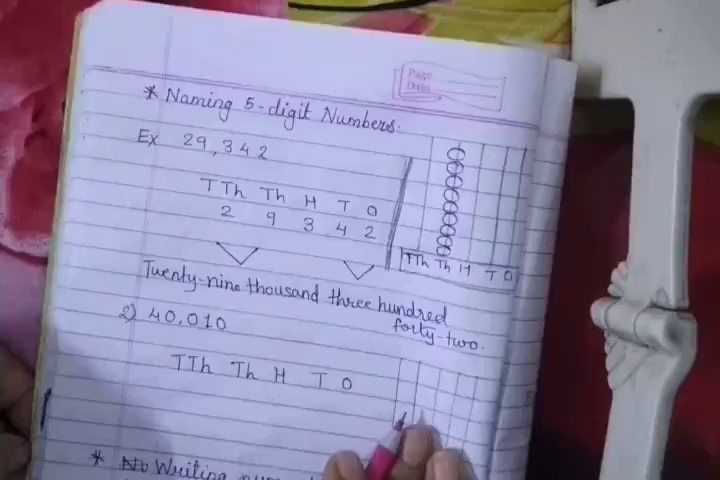 Page
Date
* Naming 5-digit Numbers.
Ex 29,342
TTh Th H T O
2 9 3 4 2
TTh Th H T O
Twenty-nine thousand three hundred
forty-two.
2) 40,010
TTh Th H T O
* Writing